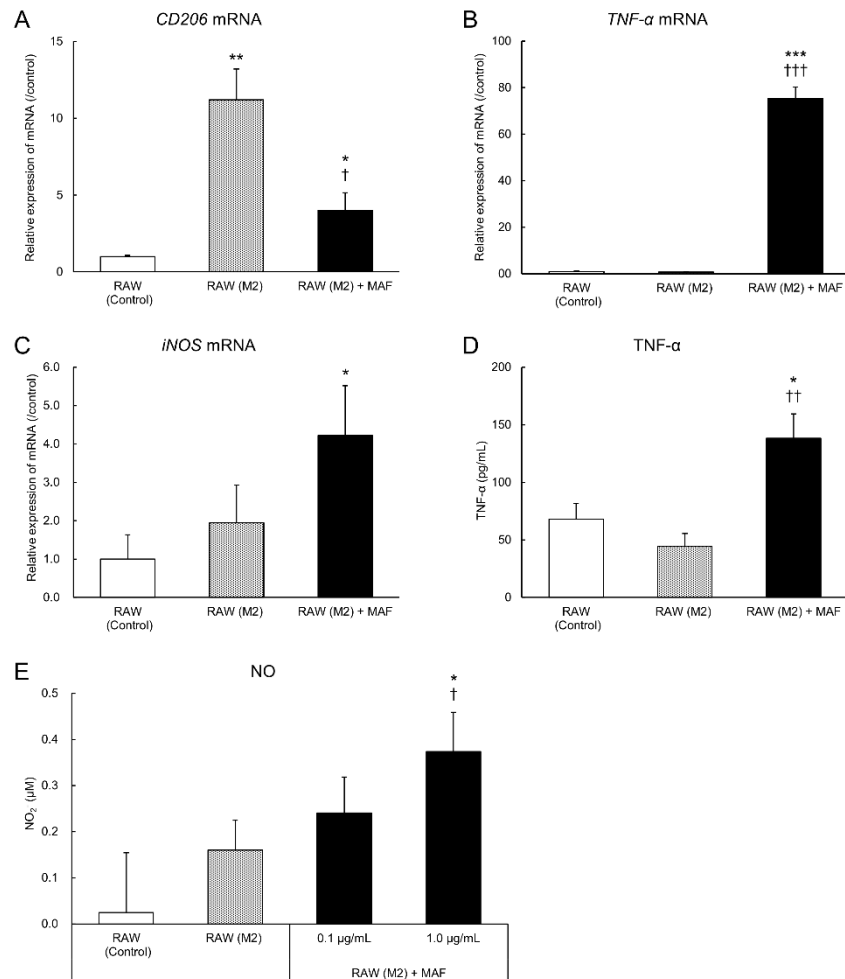 A
CD206 mRNA
Relative expression of mRNA (/control)
15
10
5
0
**
*
†
RAW
(Control)
RAW (M2)
RAW (M2) + MAF
B
TNF-α mRNA
Relative expression of mRNA (/control)
100
80
60
40
20
00
***
†††
RAW
(Control)
RAW (M2)
RAW (M2) + MAF
C
iNOS mRNA
Relative expression of mRNA (/control)
6.0
5.0
4.0
3.0
2.0
1.0
0.0
*
RAW
(Control)
RAW (M2)
RAW (M2) + MAF
D
TNF-α
TNF-α (pg/mL)
200
150
100
50
00
*
††
RAW
(Control)
RAW (M2)
RAW (M2) + MAF
E
NO
NO₂ (µM)
0.5
0.4
0.3
0.2
0.1
0.0
*
†
RAW
(Control)
RAW (M2)
0.1 µg/mL
1.0 µg/mL
RAW (M2) + MAF